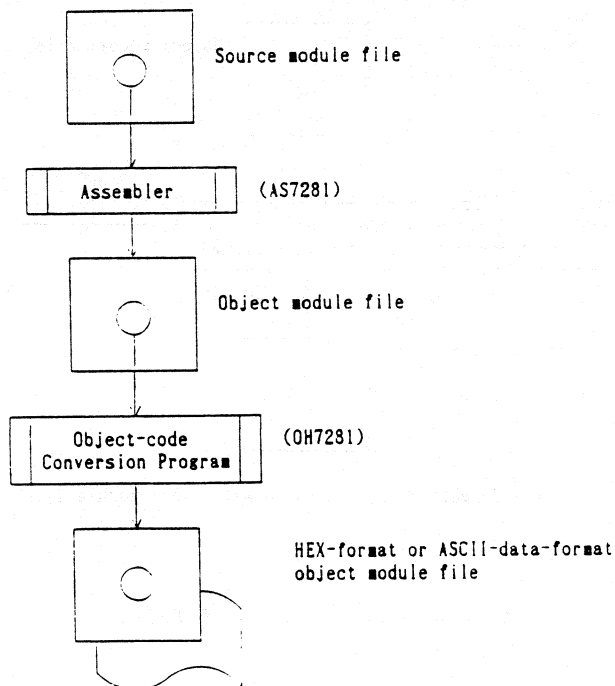 Source module file
Assembler (AS7281)
Object module file
Object-code
Conversion Program
(OH7281)
HEX-format or ASCII-data-format
object module file